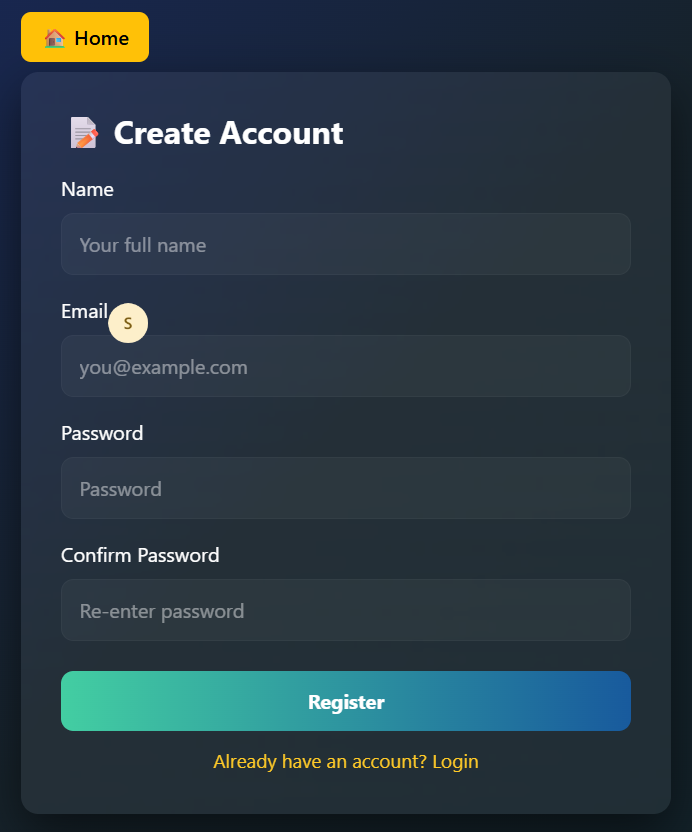 Home
Create Account
Name
Your full name
Email
S
you@example.com
Password
Password
Confirm Password
Re-enter password
Register
Already have an account? Login